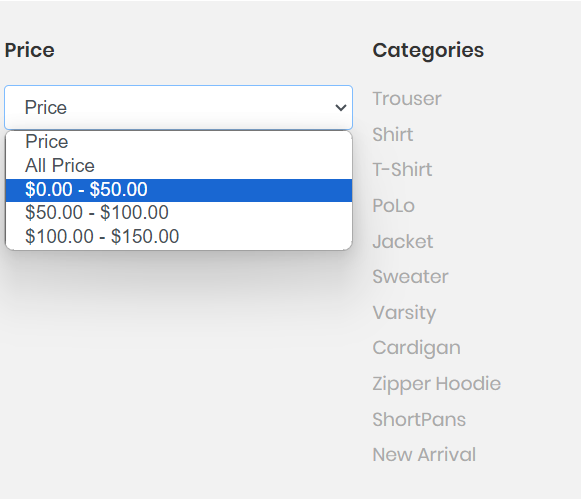 Price
Price
Price
All Price
$0.00 - $50.00
$50.00 - $100.00
$100.00 - $150.00
Categories
Trouser
Shirt
T-Shirt
PoLo
Jacket
Sweater
Varsity
Cardigan
Zipper Hoodie
ShortPans
New Arrival